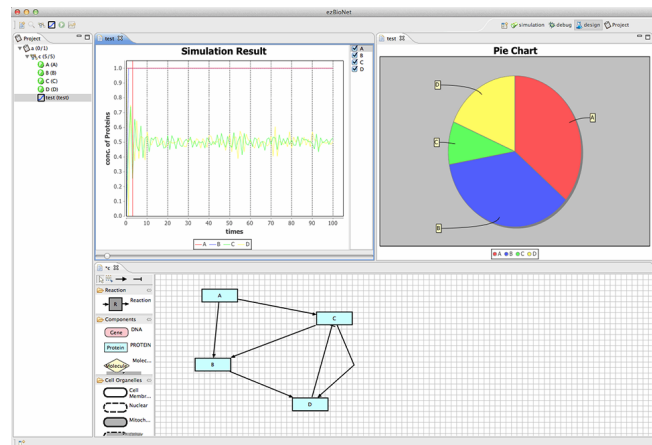 ezBioNet
simulation debug design Project
Project
a (0/1)
c (5/5)
A (A)
B (B)
C (C)
D (D)
test (test)
test
Simulation Result
A
B
C
D
conc. of Proteins
1.0
0.9
0.8
0.7
0.6
0.5
0.4
0.3
0.2
0.1
0.0
0 10 20 30 40 50 60 70 80 90 100
times
A B C D
test
Pie Chart
D
A
C
B
A B C D
*c
Reaction
R Reaction
Components
Gene DNA
Protein PROTEIN
Molecule Molec...
Cell Organelles
Cell
Membr...
Nuclear
Mitoch...
A
C
B
D